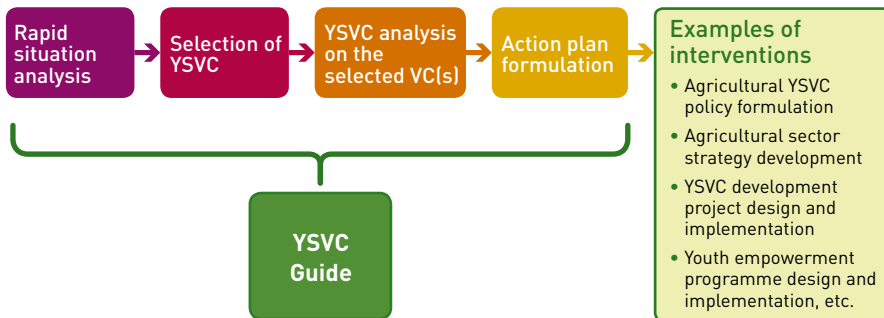 Rapid
situation
analysis
Selection of
YSVC
YSVC analysis
on the
selected VC(s)
Action plan
formulation
Examples of
interventions
• Agricultural YSVC
policy formulation
• Agricultural sector
strategy development
• YSVC development
project design and
implementation
• Youth empowerment
programme design and
implementation, etc.
YSVC
Guide